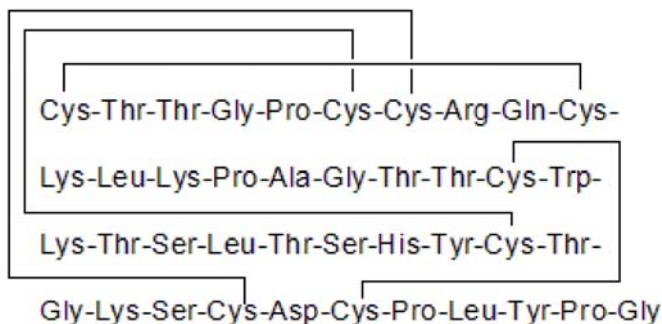 Cys-Thr-Thr-Gly-Pro-Cys-Cys-Arg-Gln-Cys-
Lys-Leu-Lys-Pro-Ala-Gly-Thr-Thr-Cys-Trp-
Lys-Thr-Ser-Leu-Thr-Ser-His-Tyr-Cys-Thr-
Gly-Lys-Ser-Cys-Asp-Cys-Pro-Leu-Tyr-Pro-Gly